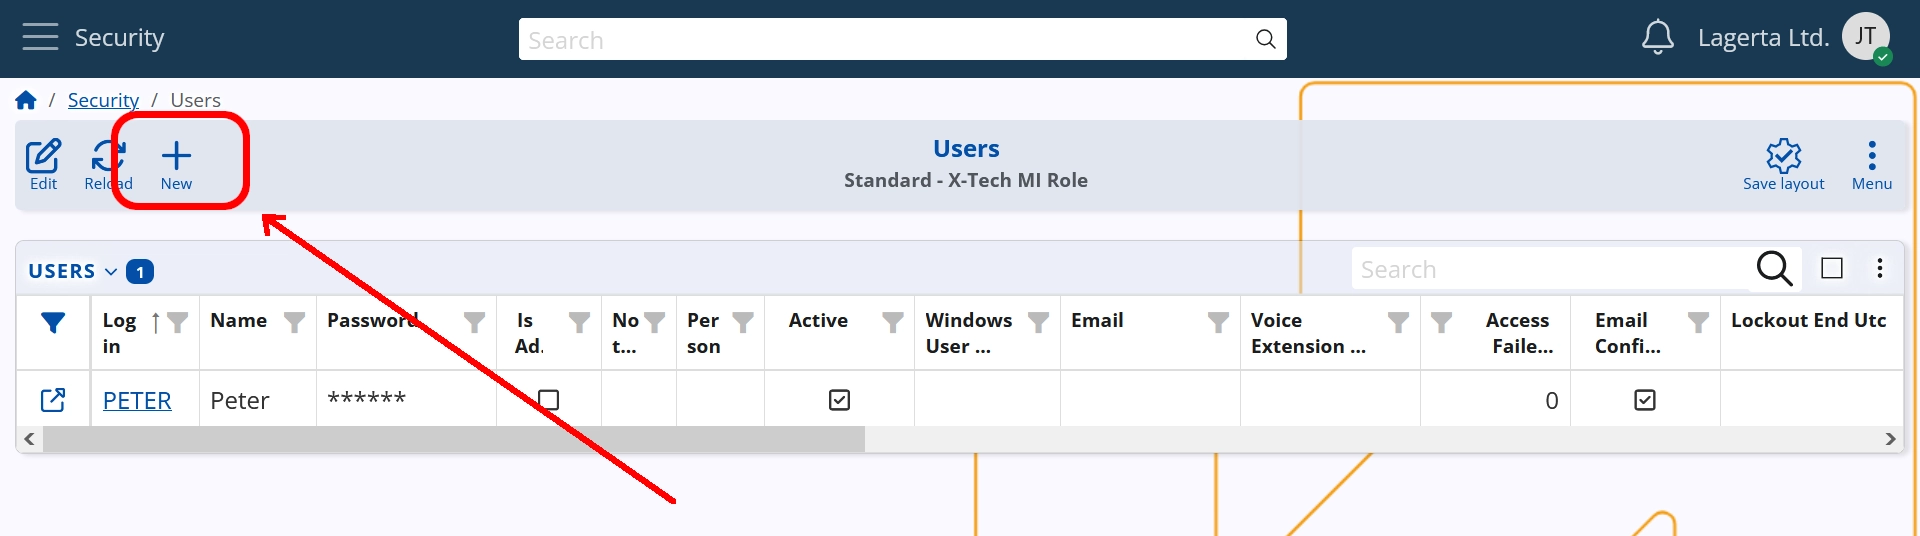 Security
Search
Lagerta Ltd.
JT
/ Security / Users
Edit
Reload
New
Users
Standard - X-Tech MI Role
Save layout
Menu
USERS 1
Search
Log in
Name
Password
Is Ad.
No t...
Per son
Active
Windows User ...
Email
Voice Extension ...
Access Faile...
Email Confi...
Lockout End Utc
PETER Peter ****** 0